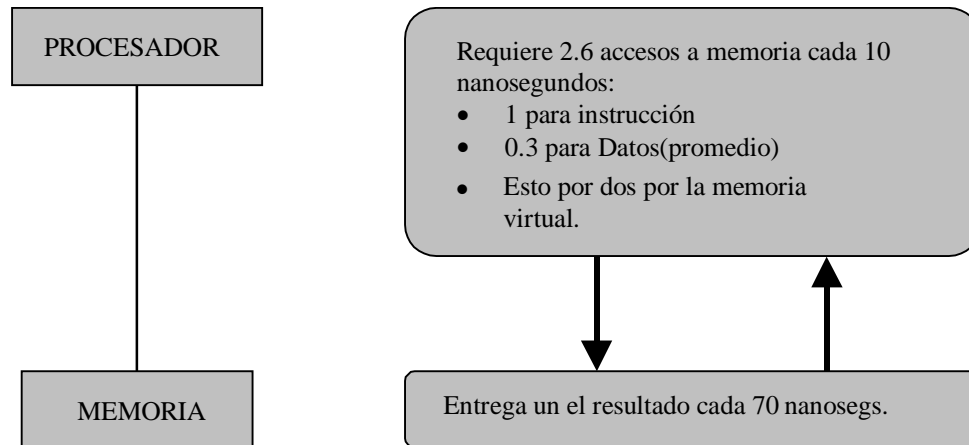 PROCESADOR
Requiere 2.6 accesos a memoria cada 10
nanosegundos:
• 1 para instrucción
• 0.3 para Datos(promedio)
• Esto por dos por la memoria
virtual.
MEMORIA
Entrega un el resultado cada 70 nanosegs.